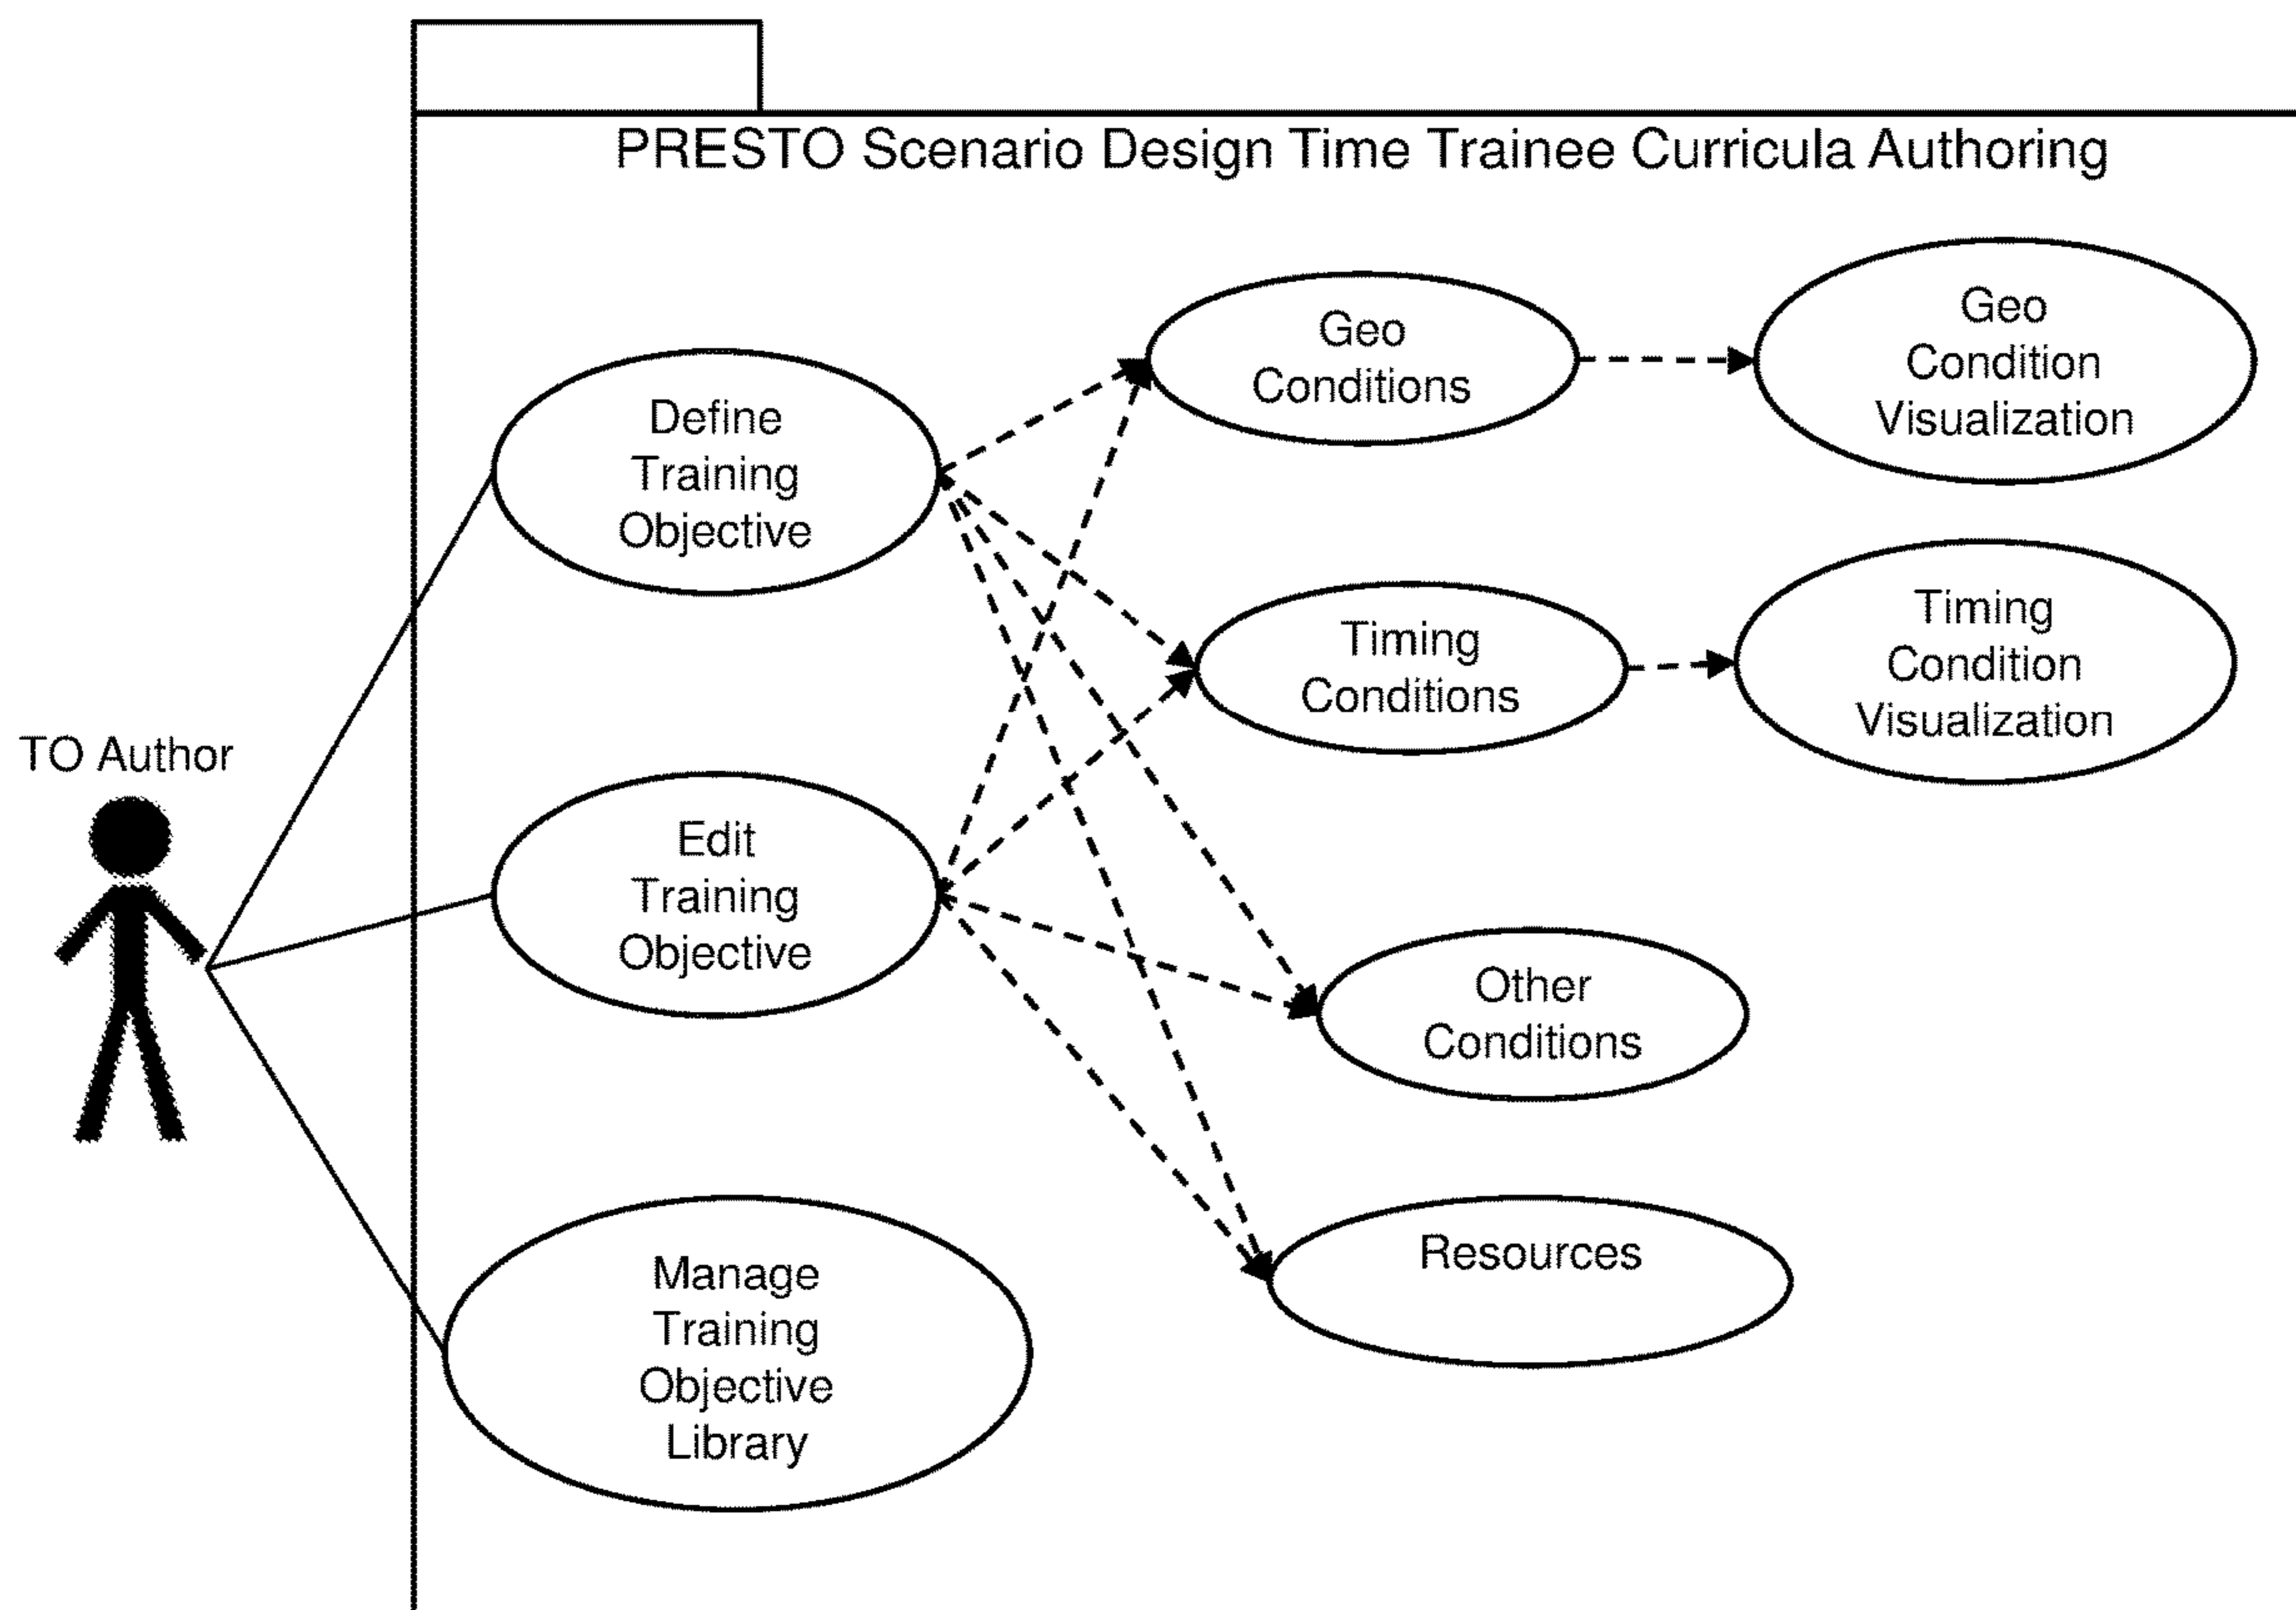 PRESTO Scenario Design Time Trainee Curricula Authoring
TO Author
Define
Training
Objective
Edit
Training
Objective
Manage
Training
Objective
Library
Geo
Conditions
Timing
Conditions
Other
Conditions
Resources
Geo
Condition
Visualization
Timing
Condition
Visualization